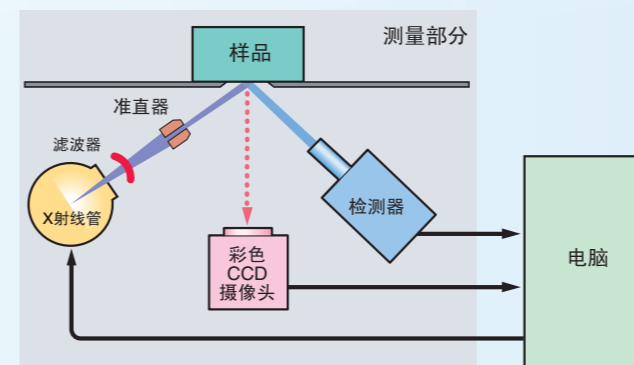 样品
测量部分
准直器
滤波器
X射线管
检测器
彩色
CCD
摄像头
电脑